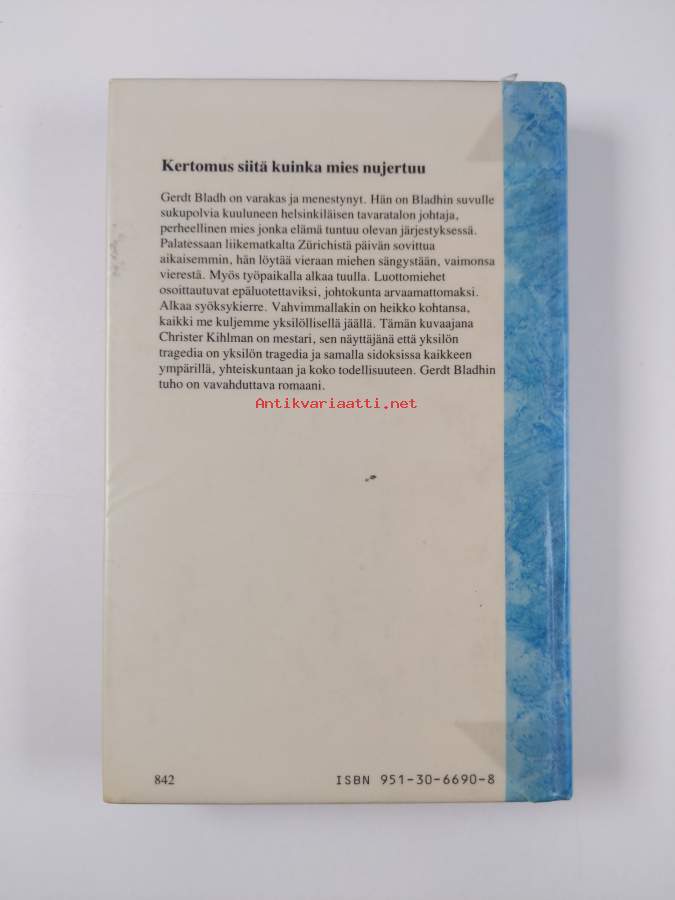 Kertomus siitä kuinka mies nujertuu
Gerdt Bladh on varakas ja menestynyt. Hän on Bladhin suvulle
sukupolvia kuuluneen helsinkiläisen tavaratalon johtaja,
perheellinen mies jonka elämä tuntuu olevan järjestyksessä.
Palatessaan liikematkalta Zürichistä päivän sovittua
aikaisemmin, hän löytää vieraan miehen sängystään, vaimonsa
vierestä. Myös työpaikalla alkaa tuulla. Luottomiehet
osoittautuvat epäluotettaviksi, johtokunta arvaamattomaksi.
Alkaa syöksykierre. Vahvimmallakin on heikko kohtansa,
kaikki me kuljemme yksilöllisellä jäällä. Tämän kuvaajana
Christer Kihlman on mestari, sen näyttäjänä että yksilön
tragedia on yksilön tragedia ja samalla sidoksissa kaikkeen
ympärillä, yhteiskuntaan ja koko todellisuuteen. Gerdt Bladhin
tuho on vavahduttava romaani.
Antikvariaatti.net
842
ISBN 951-30-6690-8